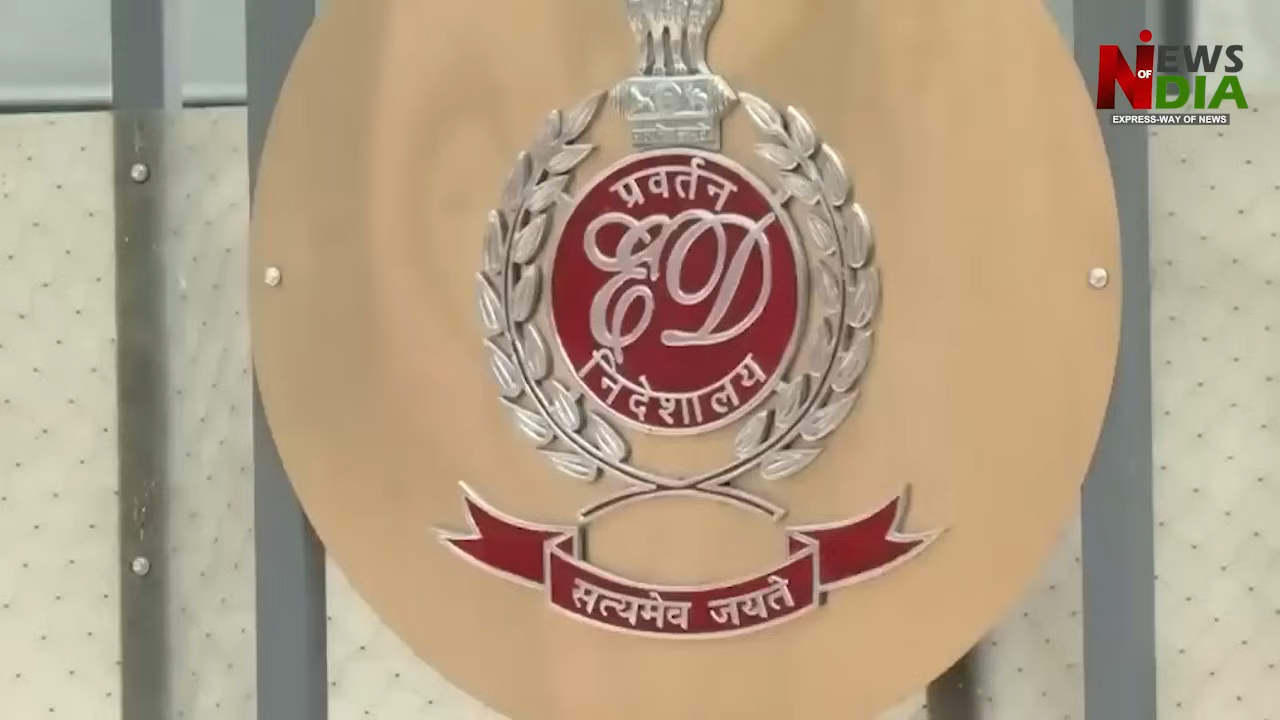 NEWS
OF
INDIA
EXPRESS-WAY OF NEWS
प्रवर्तन
ED
निदेशालय
सत्यमेव जयते